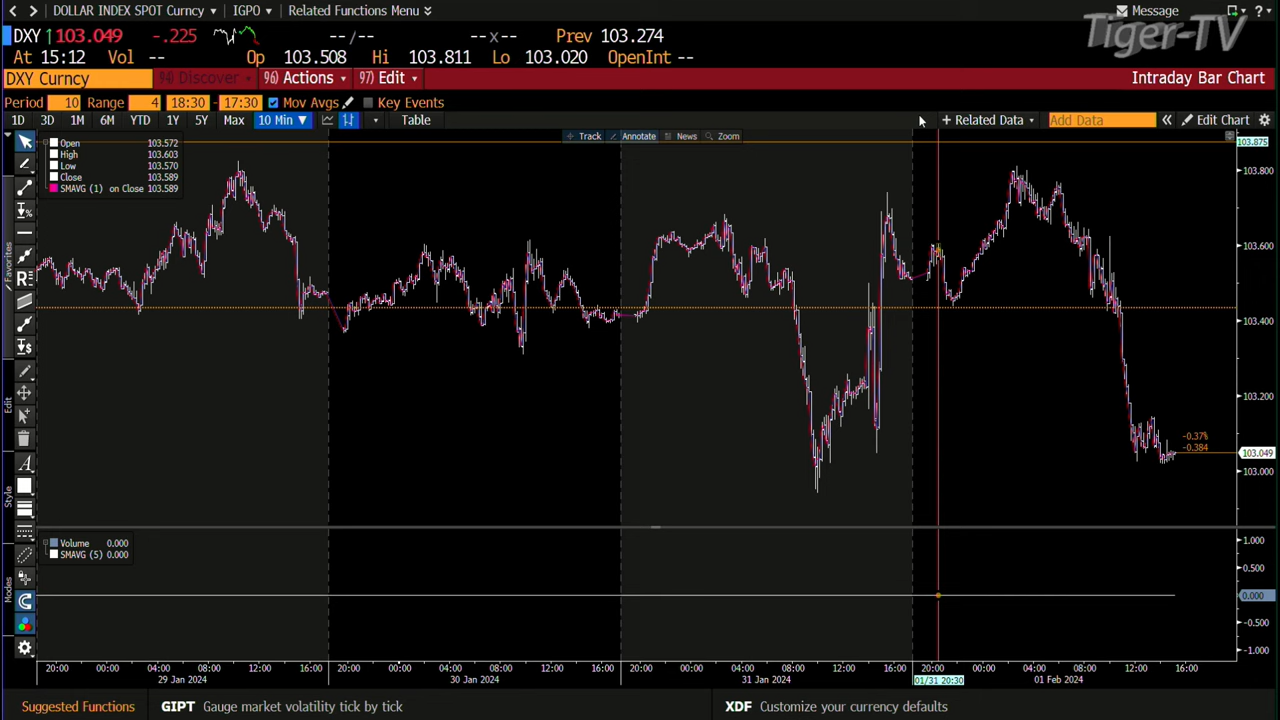 DOLLAR INDEX SPOT Curncy ▾ IGPO ▾ Related Functions Menu
Message ?
Tiger-TV
DXY ↑103.049 -.225 --/-- --x-- Prev 103.274
At 15:12 Vol -- Op 103.508 Hi 103.811 Lo 103.020 OpenInt --
DXY Curncy 94) Discover 96) Actions 97) Edit Intraday Bar Chart
Period 10 Range 4 18:30 - 17:30 Mov Avgs Key Events
1D 3D 1M 6M YTD 1Y 5Y Max 10 Min ▼ Table + Related Data Add Data « Edit Chart
Track Annotate News Zoom
Open 103.572
High 103.603
Low 103.570
Close 103.589
SMAVG (1) on Close 103.589
103.875
103.800
103.600
103.400
103.200
-0.37%
-0.384
103.049
103.000
Favorites
Edit
Style
Modes
Volume 0.000
SMAVG (5) 0.000
1.000
0.500
0.000
-0.500
-1.000
20:00 00:00 04:00 08:00 12:00 16:00 20:00 00:00 04:00 08:00 12:00 16:00 20:00 00:00 04:00 08:00 12:00 16:00 20:00 00:00 04:00 08:00 12:00 16:00
29 Jan 2024 30 Jan 2024 31 Jan 2024 01/31 20:30 01 Feb 2024
Suggested Functions GIPT Gauge market volatility tick by tick XDF Customize your currency defaults